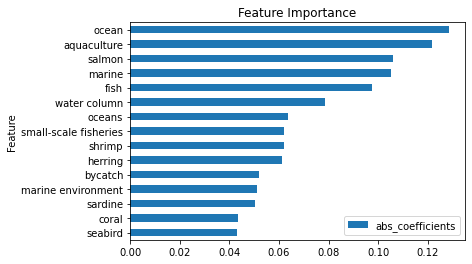 Feature Importance
Feature
ocean
aquaculture
salmon
marine
fish
water column
oceans
small-scale fisheries
shrimp
herring
bycatch
marine environment
sardine
coral
seabird
abs_coefficients
0.00 0.02 0.04 0.06 0.08 0.10 0.12